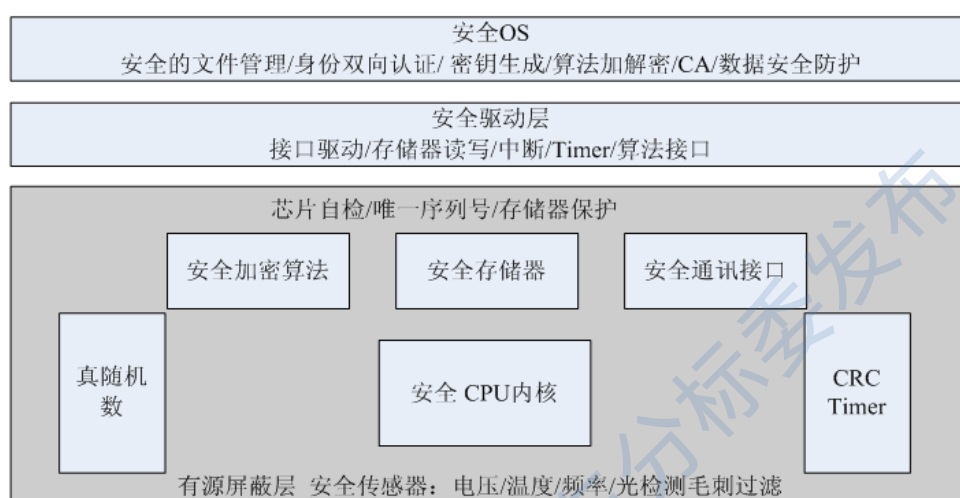 安全OS
安全的文件管理/身份双向认证/ 密钥生成/算法加解密/CA/数据安全防护
安全驱动层
接口驱动/存储器读写/中断/Timer/算法接口
芯片自检/唯一序列号/存储器保护
安全加密算法
安全存储器
安全通讯接口
真随机
数
安全 CPU内核
CRC
Timer
有源屏蔽层 安全传感器：电压/温度/频率/光检测毛刺过滤
分标委发布